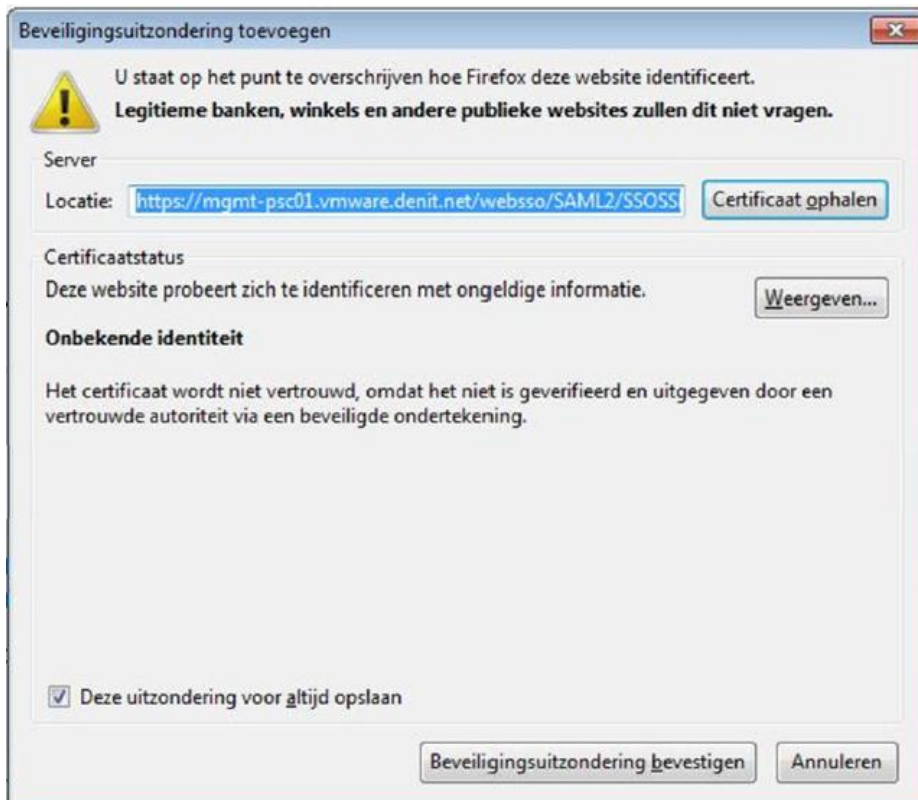 Beveiligingsuitzondering toevoegen
U staat op het punt te overschrijven hoe Firefox deze website identificeert.
Legitieme banken, winkels en andere publieke websites zullen dit niet vragen.
Server
Locatie: https://mgmt-psc01.vmware.denit.net/websso/SAML2/SSOSS Certificaat ophalen
Certificaatstatus
Deze website probeert zich te identificeren met ongeldige informatie. Weergeven...
Onbekende identiteit
Het certificaat wordt niet vertrouwd, omdat het niet is geverifieerd en uitgegeven door een
vertrouwde autoriteit via een beveiligde ondertekening.
Deze uitzondering voor altijd opslaan
Beveiligingsuitzondering bevestigen Annuleren